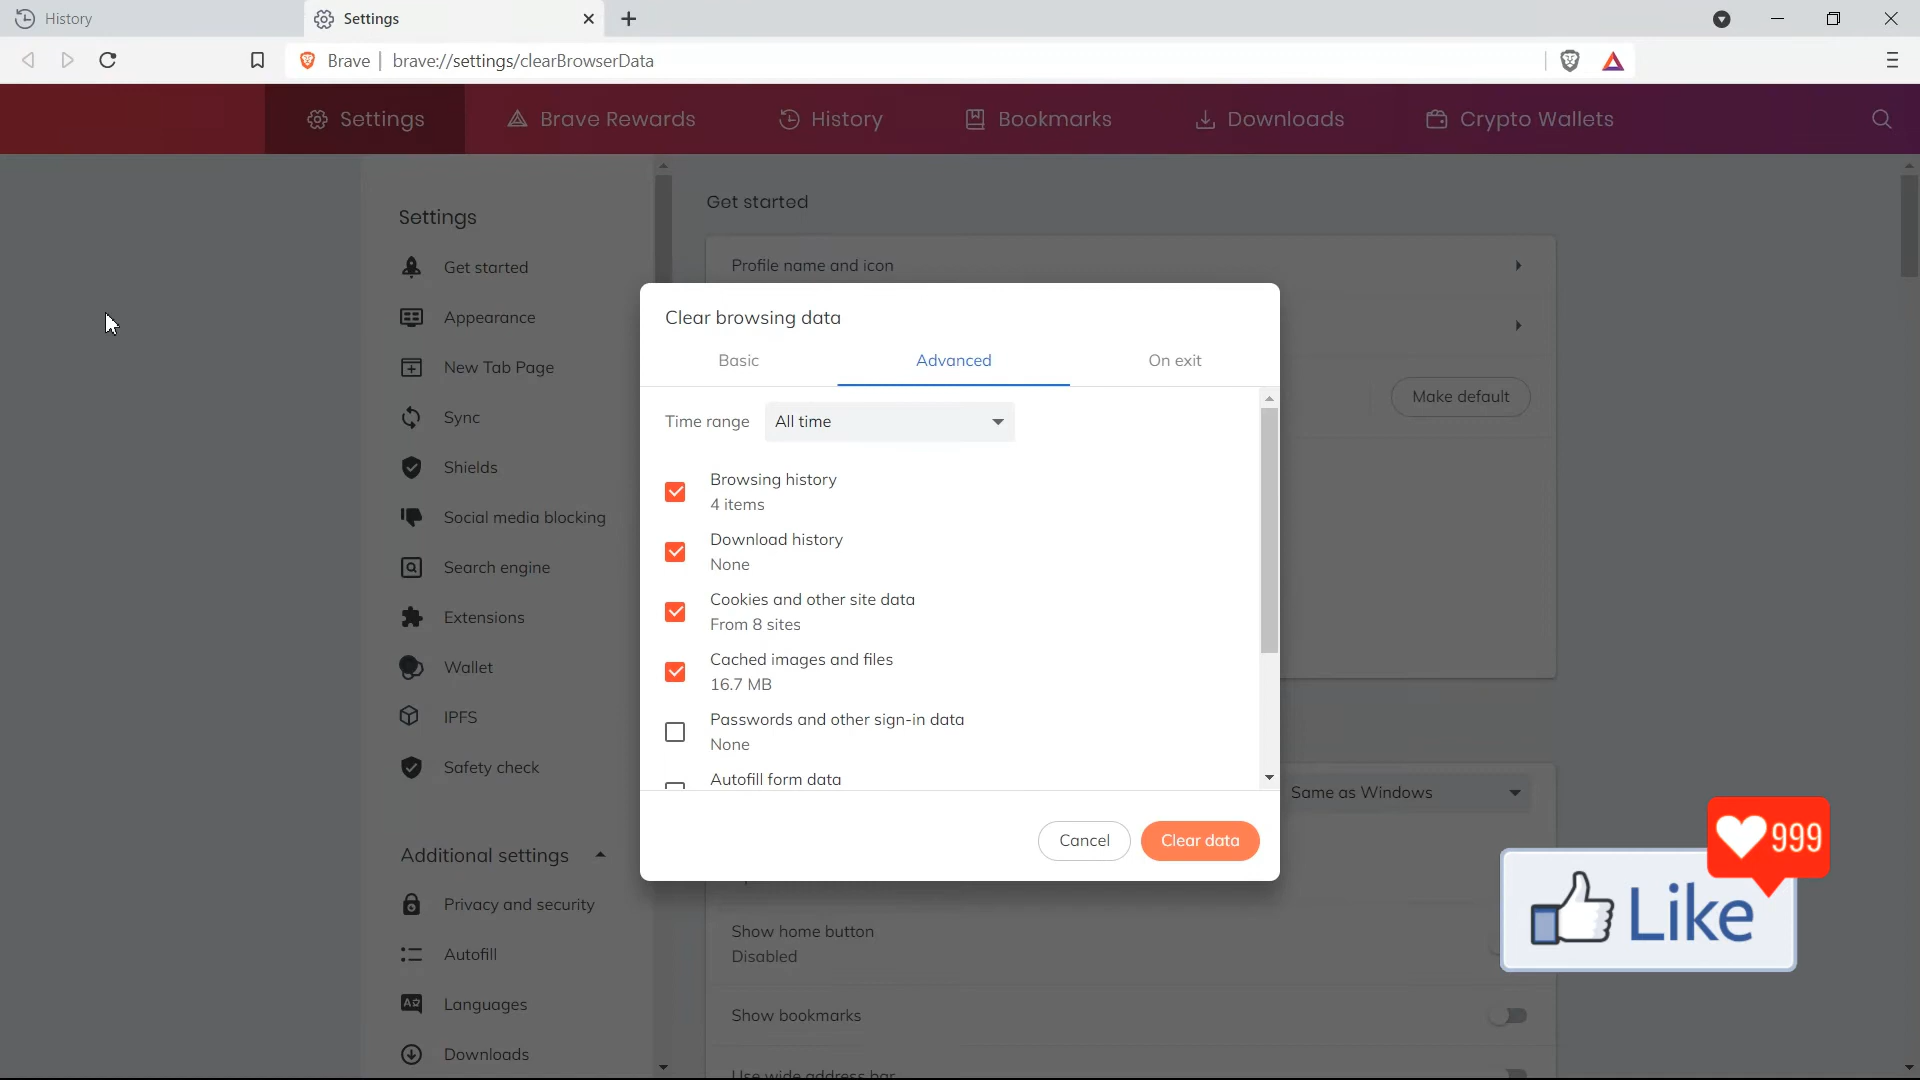 History
Settings
Brave
brave://settings/clearBrowserData
Settings
Brave Rewards
History
Bookmarks
Downloads
Crypto Wallets
Settings
Get started
Appearance
New Tab Page
Sync
Shields
Social media blocking
Search engine
Extensions
Wallet
IPFS
Safety check
Additional settings
Privacy and security
Autofill
Languages
Downloads
Get started
Profile name and icon
Make default
Clear browsing data
Basic
Advanced
On exit
Time range
All time
Browsing history
4 items
Download history
None
Cookies and other site data
From 8 sites
Cached images and files
16.7 MB
Passwords and other sign-in data
None
Autofill form data
Cancel
Clear data
Same as Windows
Show home button
Disabled
Show bookmarks
Use wide address bar
999
Like